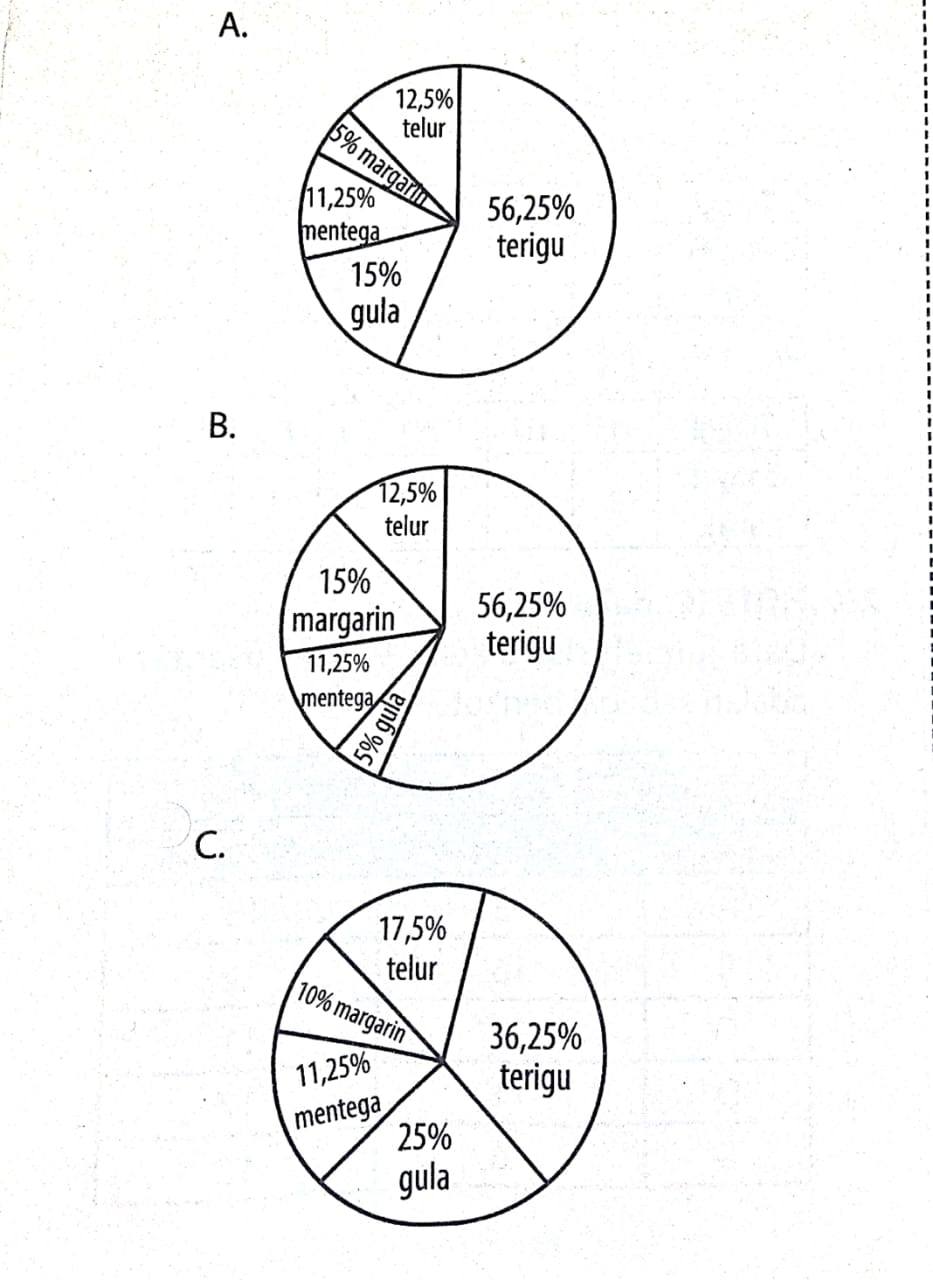 A.
12,5%
telur
5% margarin
11,25%
mentega
15%
gula
56,25%
terigu
B.
12,5%
telur
15%
margarin
11,25%
mentega
5% gula
56,25%
terigu
C.
17,5%
telur
10% margarin
11,25%
mentega
25%
gula
36,25%
terigu